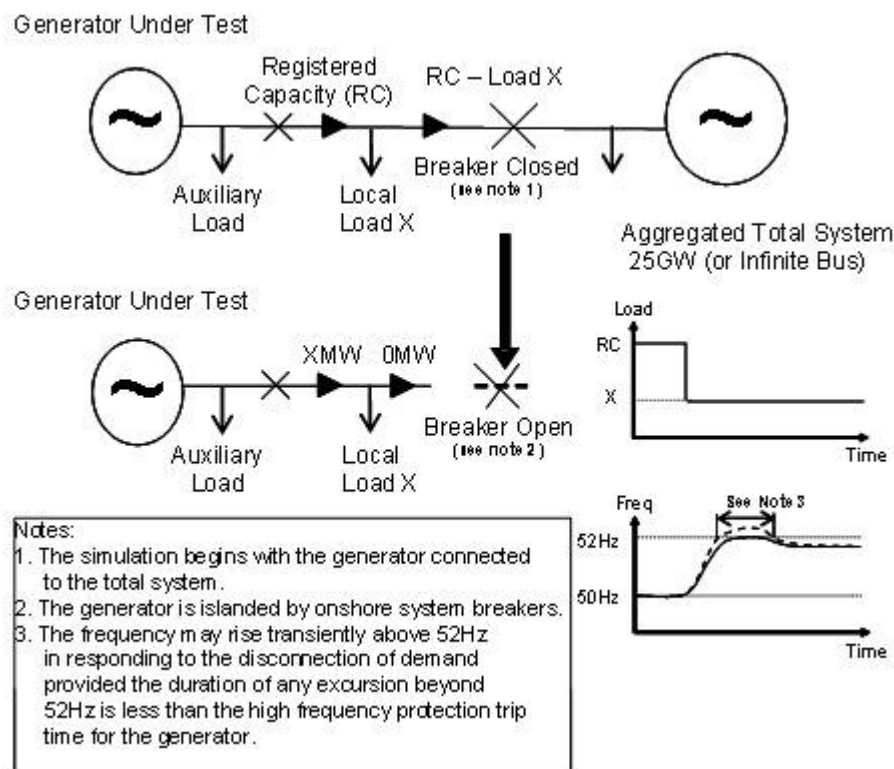 Generator Under Test
Registered
Capacity (RC)
RC – Load X
Auxiliary
Load
Local
Load X
Breaker Closed
(see note 1)
Aggregated Total System
25GW (or Infinite Bus)
Generator Under Test
XMW
0MW
Auxiliary
Load
Local
Load X
Breaker Open
(see note 2)
Load
RC
X
Time
Freq
See Note 3
52Hz
50Hz
Time
Notes:
1. The simulation begins with the generator connected
to the total system.
2. The generator is islanded by onshore system breakers.
3. The frequency may rise transiently above 52Hz
in responding to the disconnection of demand
provided the duration of any excursion beyond
52Hz is less than the high frequency protection trip
time for the generator.